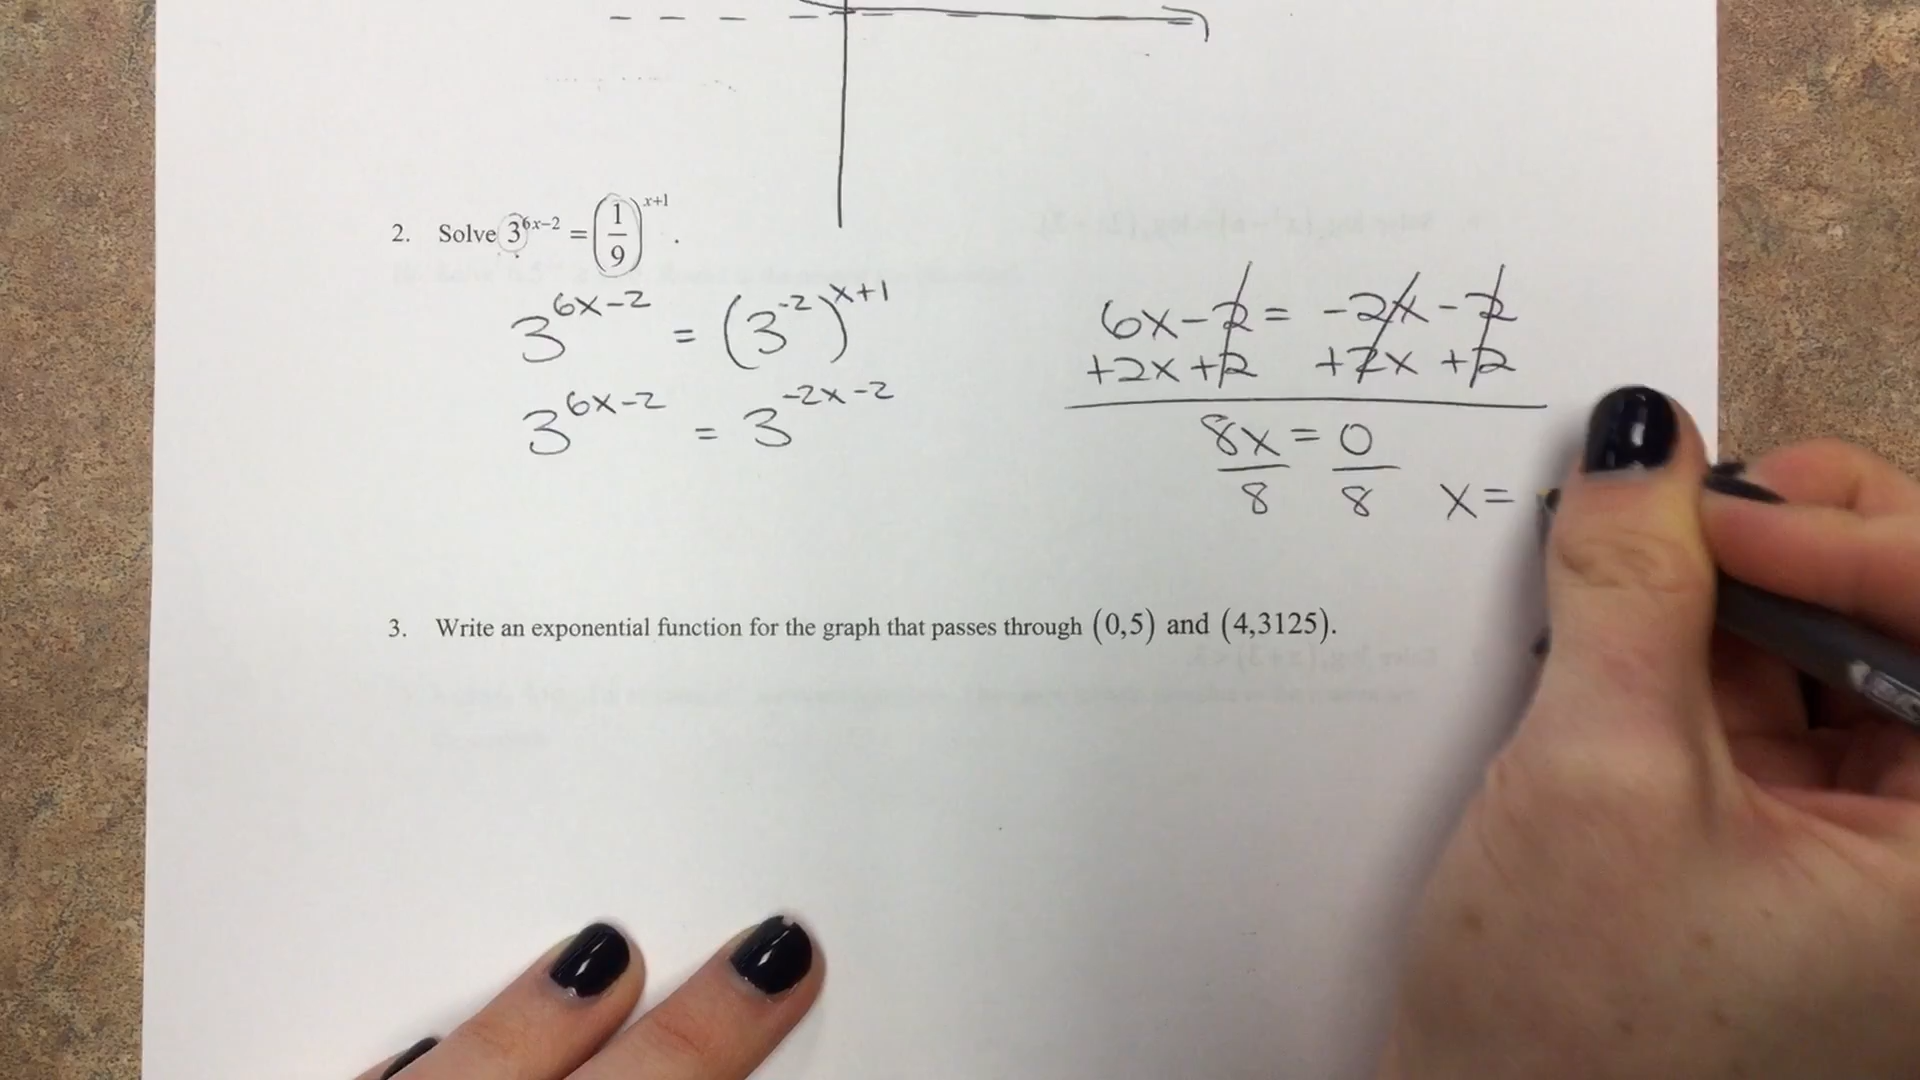 2. Solve 3^{6x-2} = (1/9)^{x+1}.
3^{6x-2} = (3^{-2})^{x+1}
3^{6x-2} = 3^{-2x-2}
6x-2 = -2x-2
+2x+2 +2x+2
8x = 0
8 8 x =
3. Write an exponential function for the graph that passes through (0,5) and (4,3125).